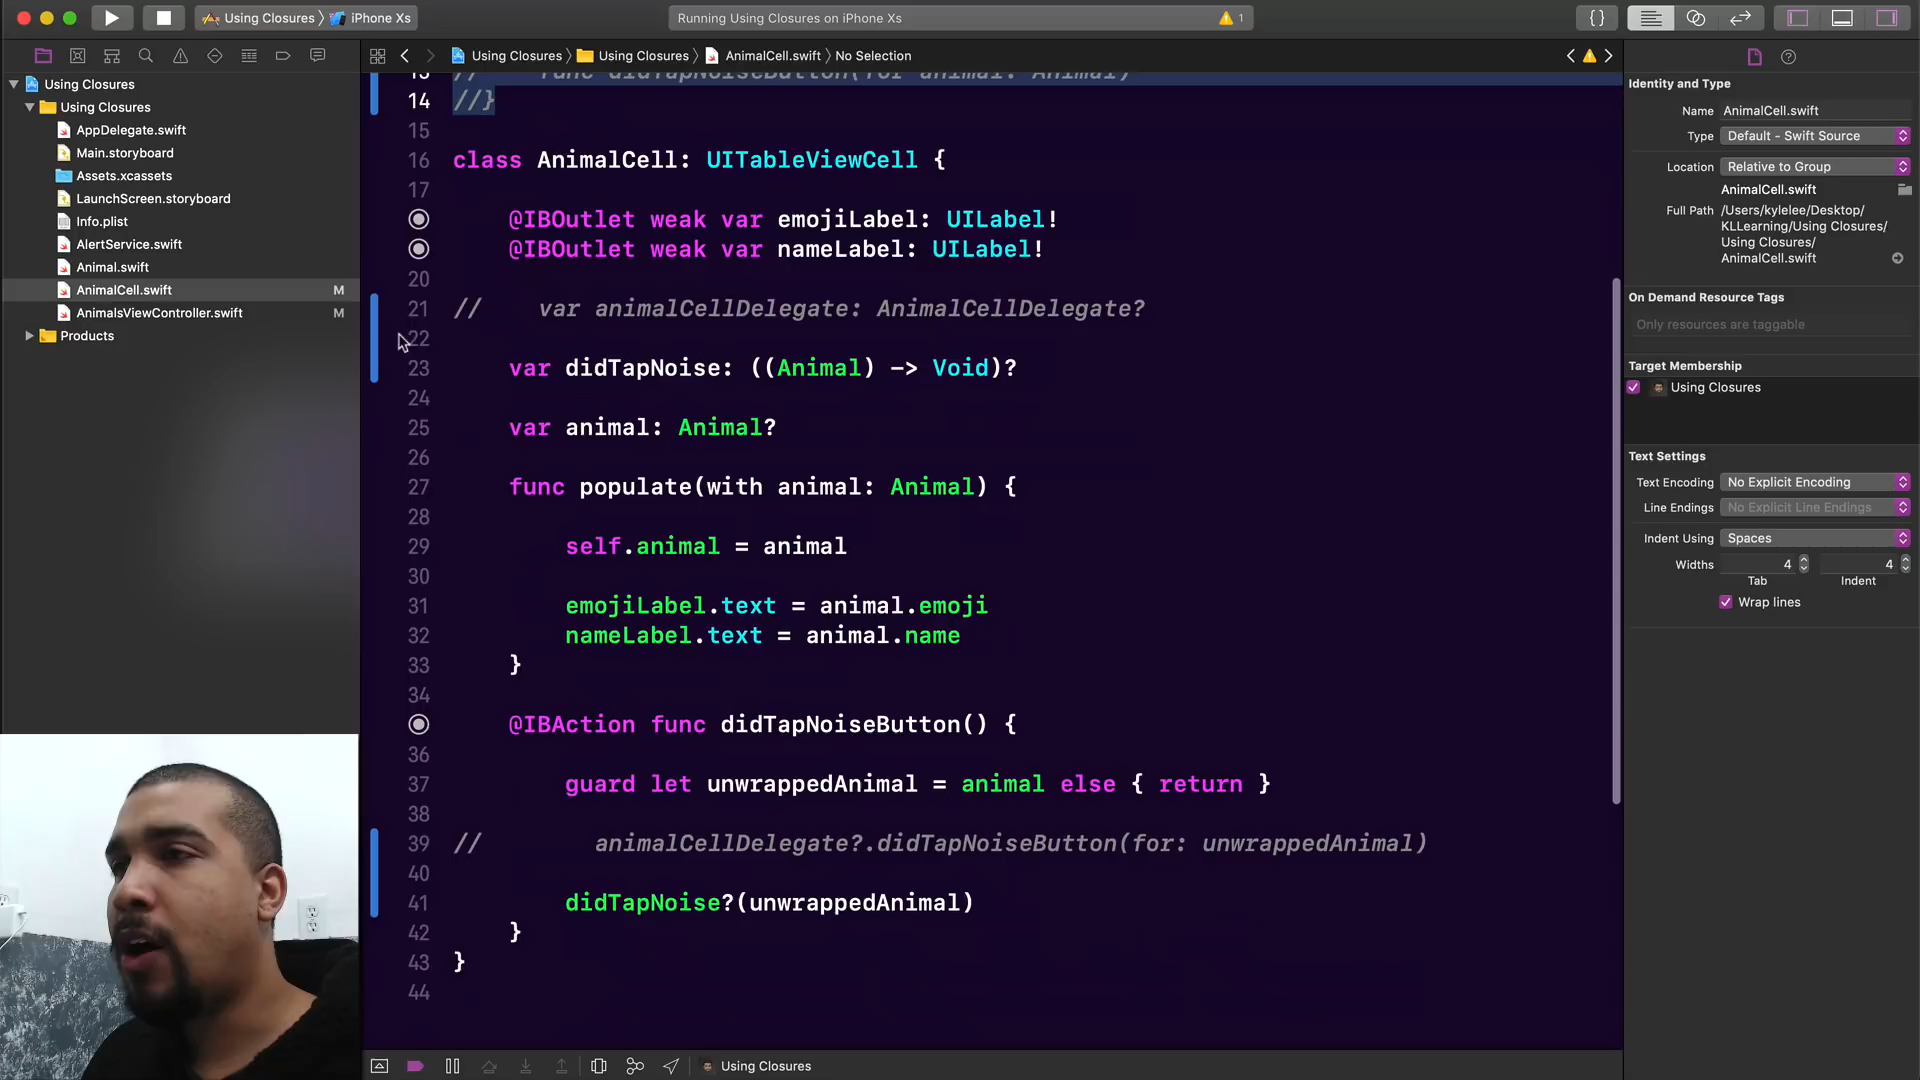 Using Closures
iPhone Xs
Running Using Closures on iPhone Xs
1
Using Closures
Using Closures
AnimalCell.swift
No Selection
Using Closures
Using Closures
AppDelegate.swift
Main.storyboard
Assets.xcassets
LaunchScreen.storyboard
Info.plist
AlertService.swift
Animal.swift
AnimalCell.swift M
AnimalsViewController.swift M
Products
13 // func didTapNoiseButton(for animal: Animal)
14 //}
15
16 class AnimalCell: UITableViewCell {
17
@IBOutlet weak var emojiLabel: UILabel!
@IBOutlet weak var nameLabel: UILabel!
20
21 // var animalCellDelegate: AnimalCellDelegate?
22
23 var didTapNoise: ((Animal) -> Void)?
24
25 var animal: Animal?
26
27 func populate(with animal: Animal) {
28
29 self.animal = animal
30
31 emojiLabel.text = animal.emoji
32 nameLabel.text = animal.name
33 }
34
@IBAction func didTapNoiseButton() {
36
37 guard let unwrappedAnimal = animal else { return }
38
39 // animalCellDelegate?.didTapNoiseButton(for: unwrappedAnimal)
40
41 didTapNoise?(unwrappedAnimal)
42 }
43 }
44
Using Closures
Identity and Type
Name AnimalCell.swift
Type Default - Swift Source
Location Relative to Group
AnimalCell.swift
Full Path /Users/kylelee/Desktop/
KLLearning/Using Closures/
Using Closures/
AnimalCell.swift
On Demand Resource Tags
Only resources are taggable
Target Membership
Using Closures
Text Settings
Text Encoding No Explicit Encoding
Line Endings No Explicit Line Endings
Indent Using Spaces
Widths 4 4
Tab Indent
Wrap lines